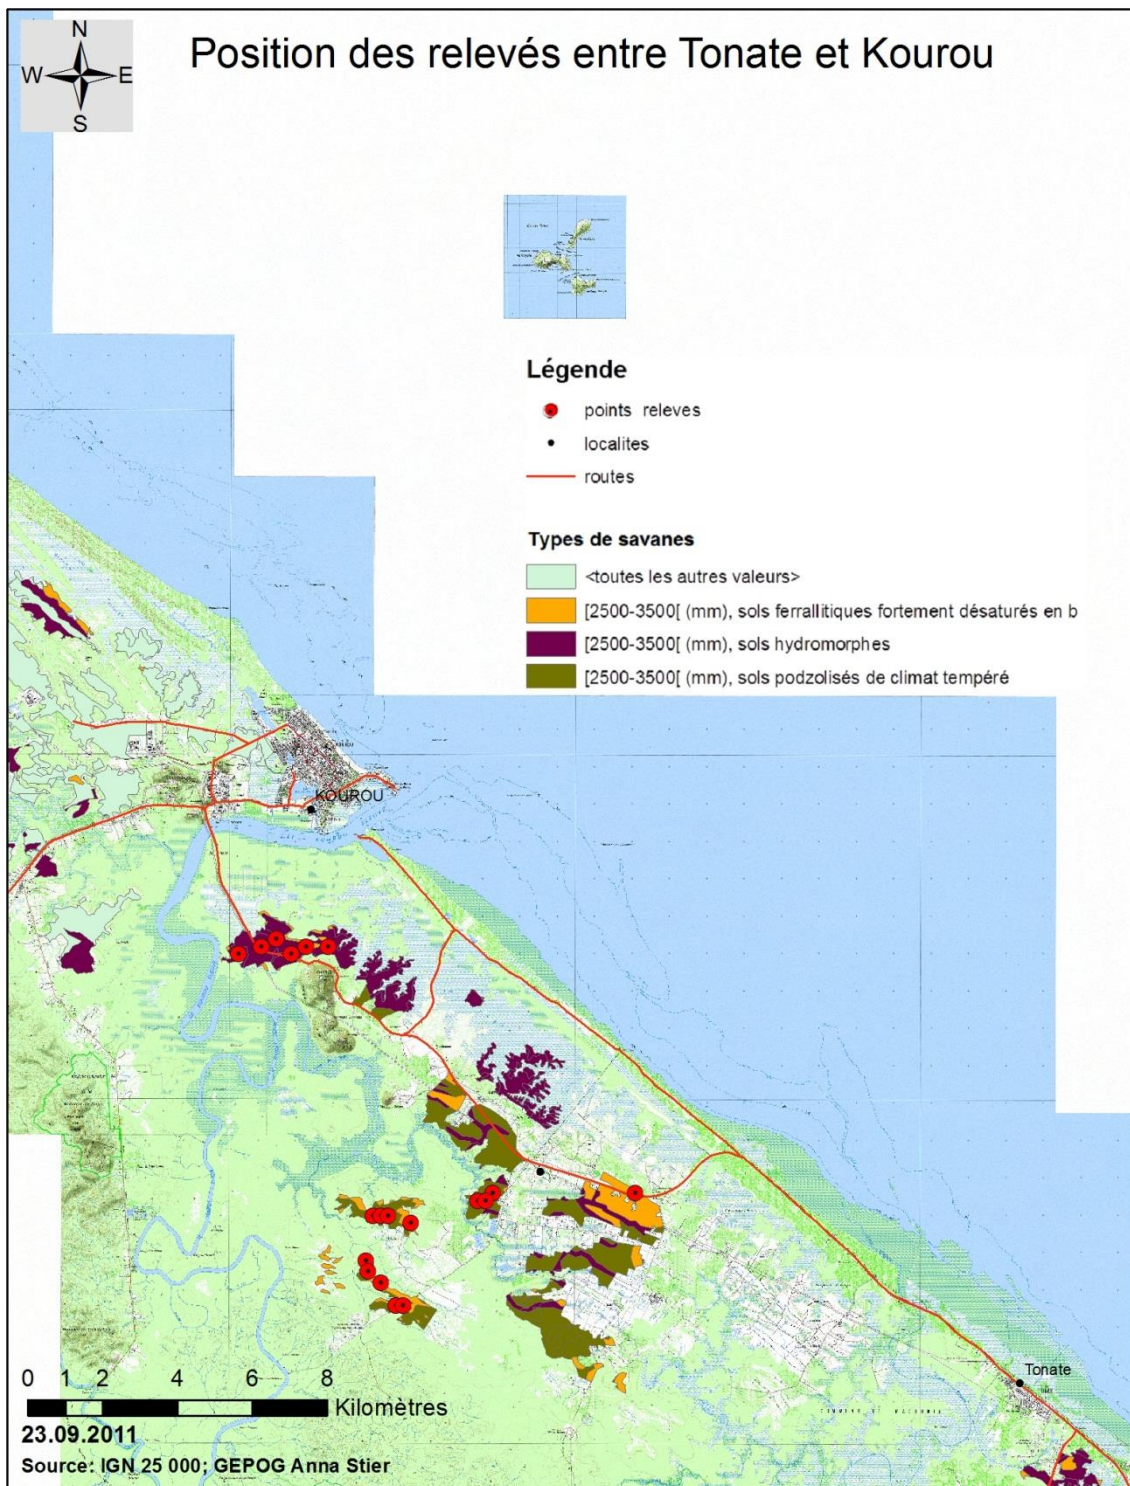 N
W E
S
Position des relevés entre Tonate et Kourou
Légende
points releves
localites
routes
Types de savanes
<toutes les autres valeurs>
[2500-3500[ (mm), sols ferrallitiques fortement désaturés en b
[2500-3500[ (mm), sols hydromorphes
[2500-3500[ (mm), sols podzolisés de climat tempéré
KOUROU
Tonate
0 1 2 4 6 8
Kilomètres
23.09.2011
Source: IGN 25 000; GEPOG Anna Stier